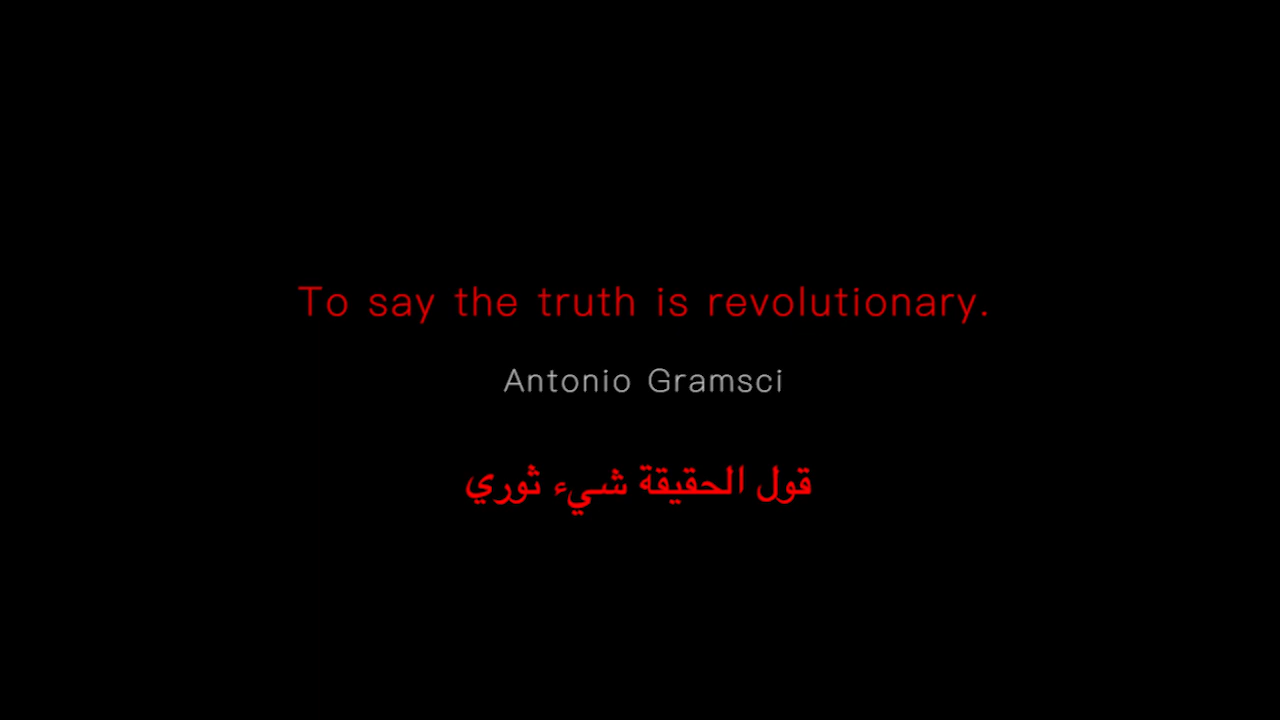 To say the truth is revolutionary.
Antonio Gramsci
قول الحقيقة شيء ثوري